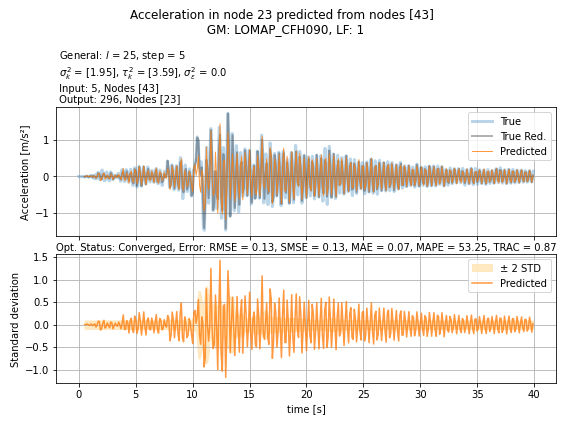 Acceleration in node 23 predicted from nodes [43]
GM: LOMAP_CFH090, LF: 1
General: l = 25, step = 5
σ²ₖ = [1.95], τ²ₖ = [3.59], σ²ε = 0.0
Input: 5, Nodes [43]
Output: 296, Nodes [23]
Acceleration [m/s²]
1
0
−1
True
True Red.
Predicted
Opt. Status: Converged, Error: RMSE = 0.13, SMSE = 0.13, MAE = 0.07, MAPE = 53.25, TRAC = 0.87
Standard deviation
1.5
1.0
0.5
0.0
−0.5
−1.0
± 2 STD
Predicted
0 5 10 15 20 25 30 35 40
time [s]